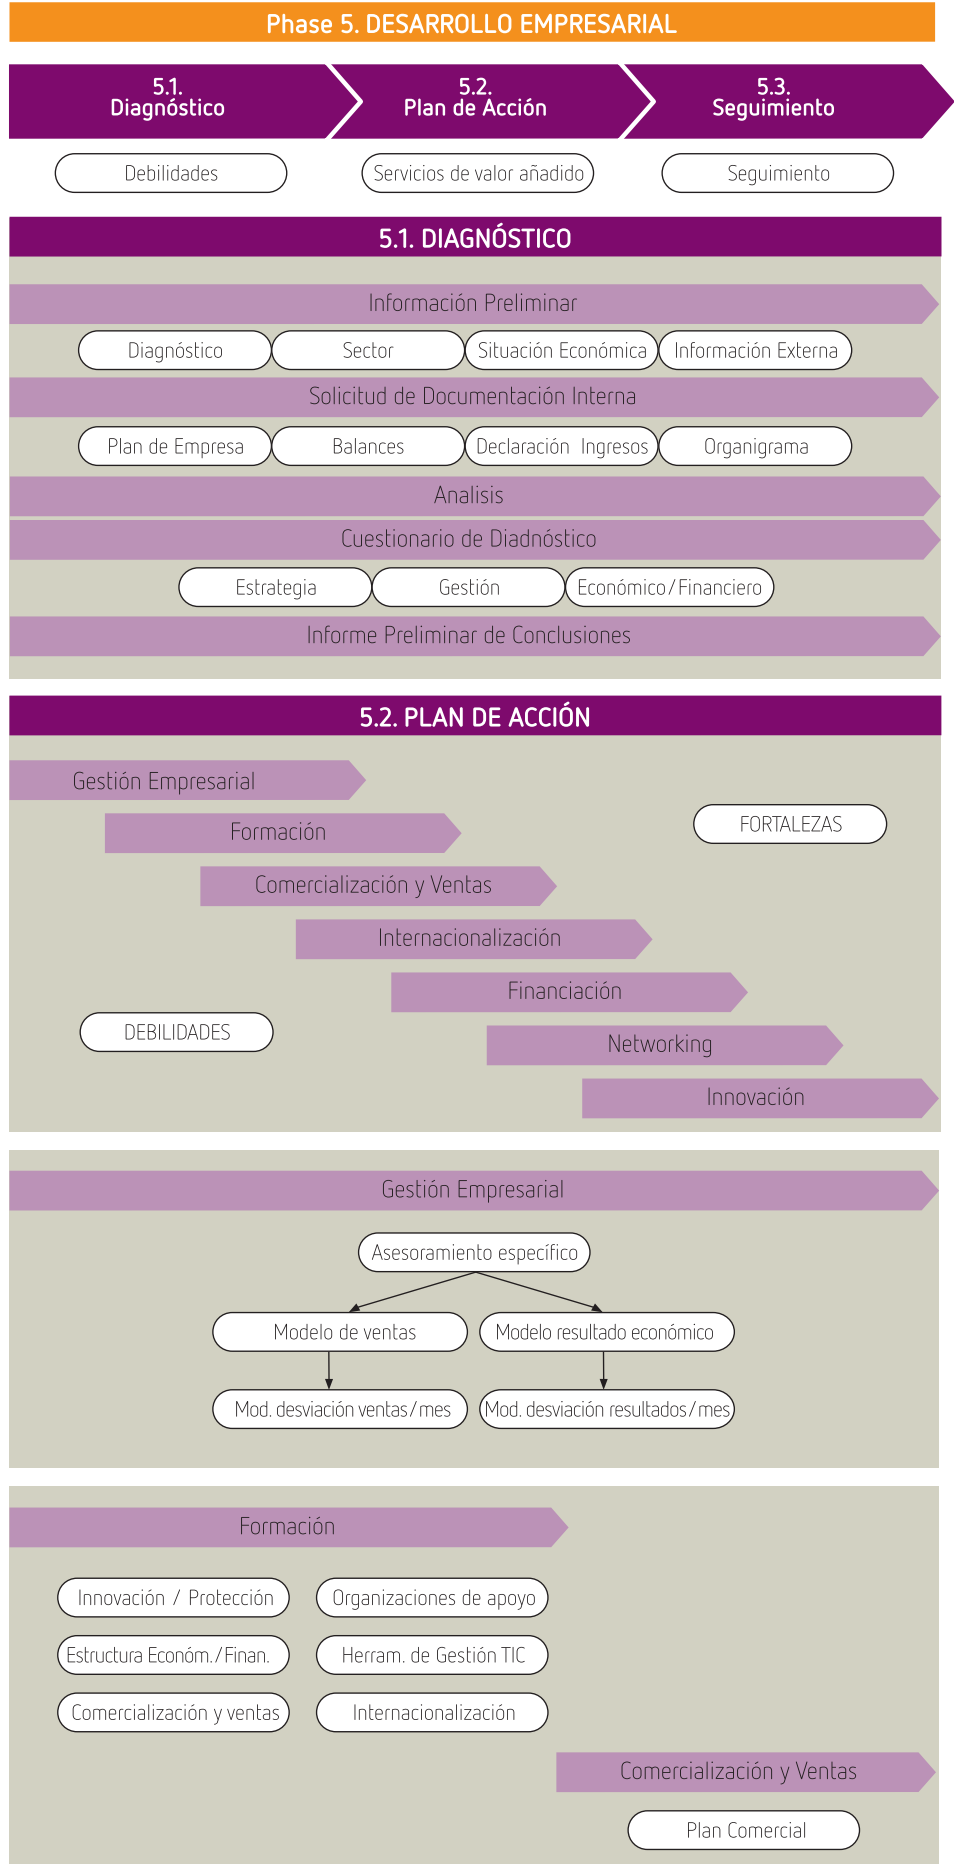 Phase 5. DESARROLLO EMPRESARIAL
5.1.
Diagnóstico
5.2.
Plan de Acción
5.3.
Seguimiento
Debilidades
Servicios de valor añadido
Seguimiento
5.1. DIAGNÓSTICO
Información Preliminar
Diagnóstico
Sector
Situación Económica
Información Externa
Solicitud de Documentación Interna
Plan de Empresa
Balances
Declaración Ingresos
Organigrama
Analisis
Cuestionario de Diadnóstico
Estrategia
Gestión
Económico/Financiero
Informe Preliminar de Conclusiones
5.2. PLAN DE ACCIÓN
Gestión Empresarial
Formación
FORTALEZAS
Comercialización y Ventas
Internacionalización
Financiación
DEBILIDADES
Networking
Innovación
Gestión Empresarial
Asesoramiento específico
Modelo de ventas
Modelo resultado económico
Mod. desviación ventas/mes
Mod. desviación resultados/mes
Formación
Innovación / Protección
Organizaciones de apoyo
Estructura Económ./Finan.
Herram. de Gestión TIC
Comercialización y ventas
Internacionalización
Comercialización y Ventas
Plan Comercial